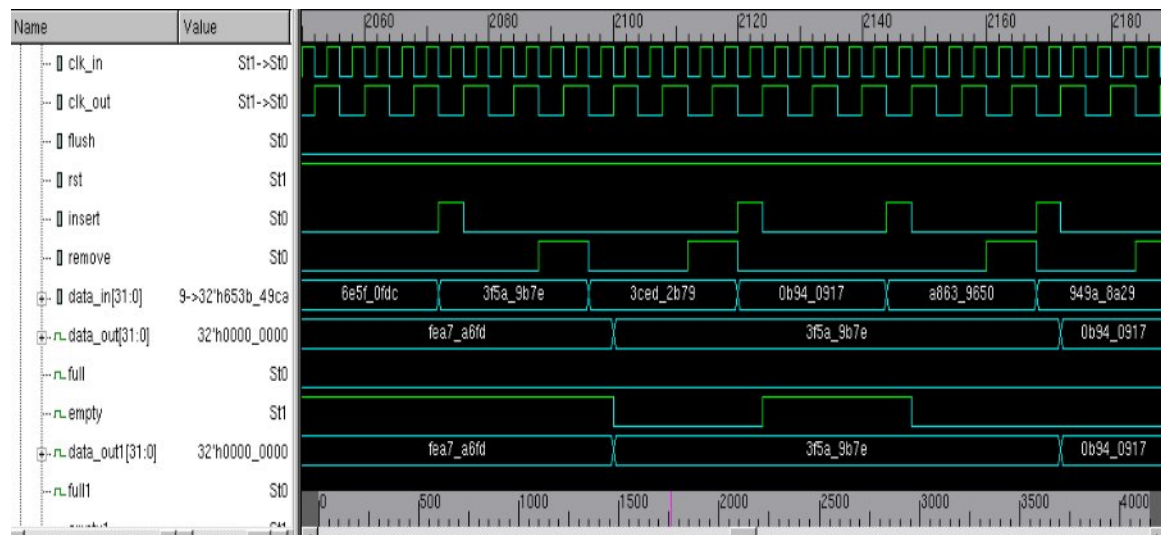 Name Value 2060 2080 2100 2120 2140 2160 2180
clk_in St1->St0
clk_out St1->St0
flush St0
rst St1
insert St0
remove St0
data_in[31:0] 9->32'h653b_49ca 6e5f_0fdc 3f5a_9b7e 3ced_2b79 0b94_0917 a863_9650 949a_8a29
data_out[31:0] 32'h0000_0000 fea7_a6fd 3f5a_9b7e 0b94_0917
full St0
empty St1
data_out1[31:0] 32'h0000_0000 fea7_a6fd 3f5a_9b7e 0b94_0917
full1 St0
0 500 1000 1500 2000 2500 3000 3500 4000